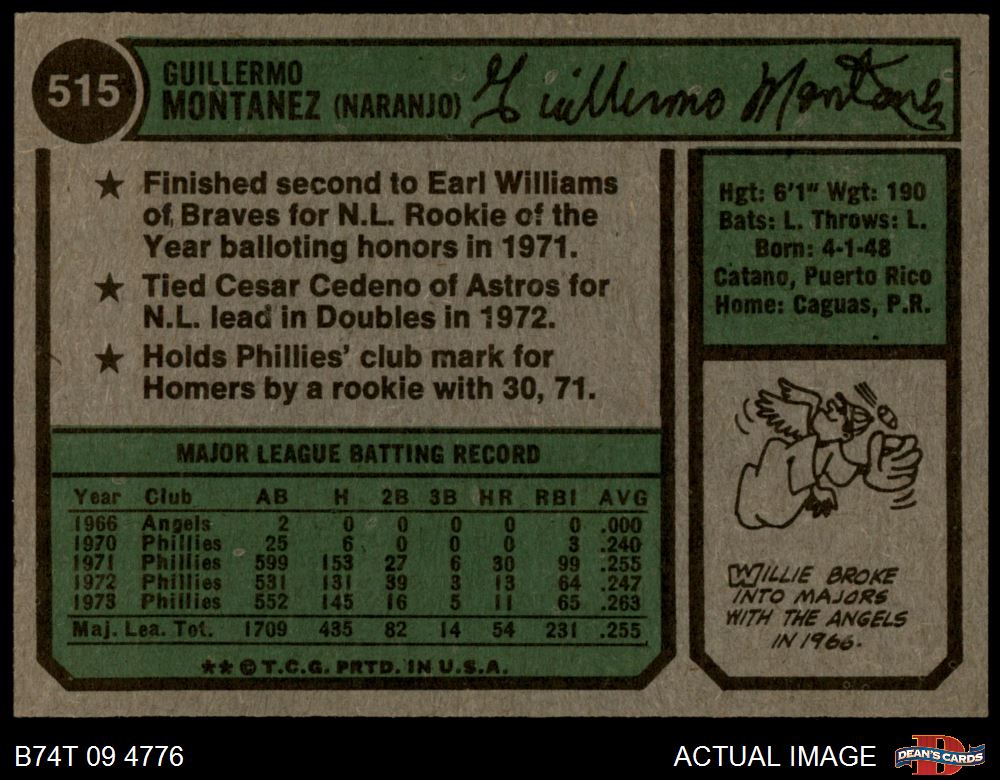 515
GUILLERMO
MONTANEZ (NARANJO)
Guillermo Montanez
★ Finished second to Earl Williams
of Braves for N.L. Rookie of the
Year balloting honors in 1971.
★ Tied Cesar Cedeno of Astros for
N.L. lead in Doubles in 1972.
★ Holds Phillies' club mark for
Homers by a rookie with 30, 71.
Hgt: 6'1" Wgt: 190
Bats: L. Throws: L.
Born: 4-1-48
Catano, Puerto Rico
Home: Caguas, P.R.
MAJOR LEAGUE BATTING RECORD
Year Club AB H 2B 3B HR RBI AVG
1966 Angels 2 0 0 0 0 0 .000
1970 Phillies 25 6 0 0 0 3 .240
1971 Phillies 599 153 27 6 30 99 .255
1972 Phillies 531 131 39 3 13 64 .247
1973 Phillies 552 145 16 5 11 65 .263
Maj. Lea. Tot. 1709 435 82 14 54 231 .255
★★ © T.C.G. PRTD. IN U.S.A.
WILLIE BROKE
INTO MAJORS
WITH THE ANGELS
IN 1966.
B74T 09 4776
ACTUAL IMAGE
D
DEAN'S CARDS